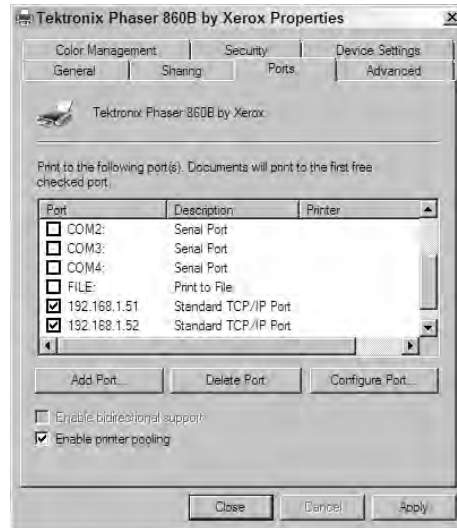 Tektronix Phaser 860B by Xerox Properties
Color Management Security Device Settings
General Sharing Ports Advanced
Tektronix Phaser 860B by Xerox
Print to the following port(s). Documents will print to the first free
checked port.
Port Description Printer
COM2: Serial Port
COM3: Serial Port
COM4: Serial Port
FILE: Print to File
192.168.1.51 Standard TCP/IP Port
192.168.1.52 Standard TCP/IP Port
Add Port... Delete Port Configure Port...
Enable bidirectional support
Enable printer pooling
Close Cancel Apply